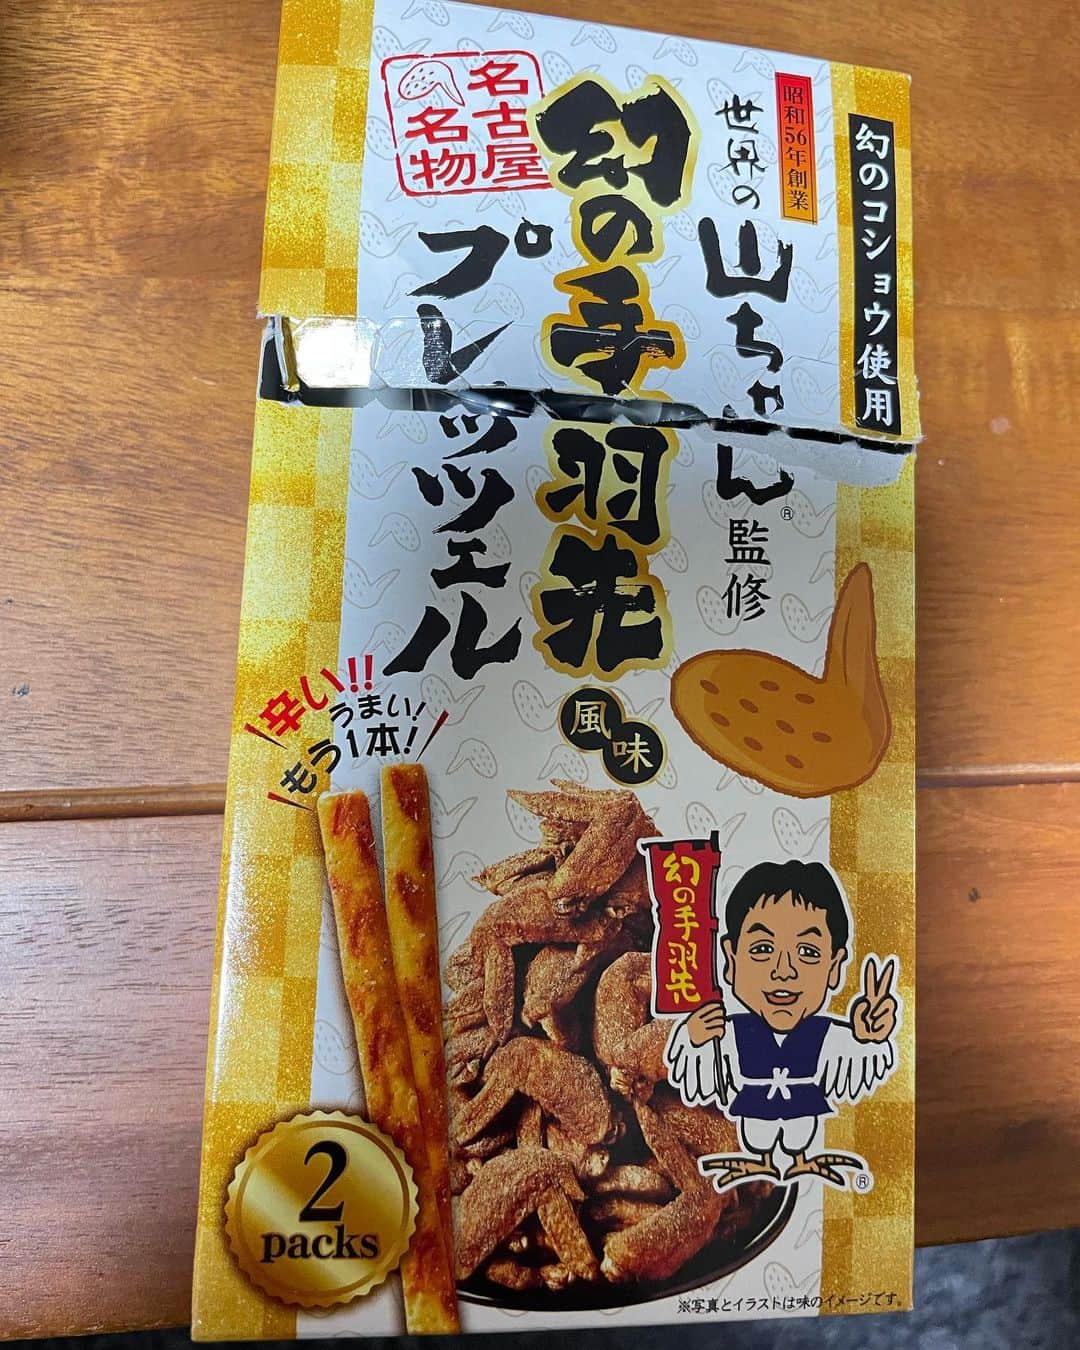 幻のコショウ使用
昭和56年創業
世界の
山ちゃん®
監修
幻の手羽先
風味
プレッツェル
名古屋
名物
辛い!!
うまい!
もう1本!
幻の手羽先
®
2
packs
※写真とイラストは味のイメージです。